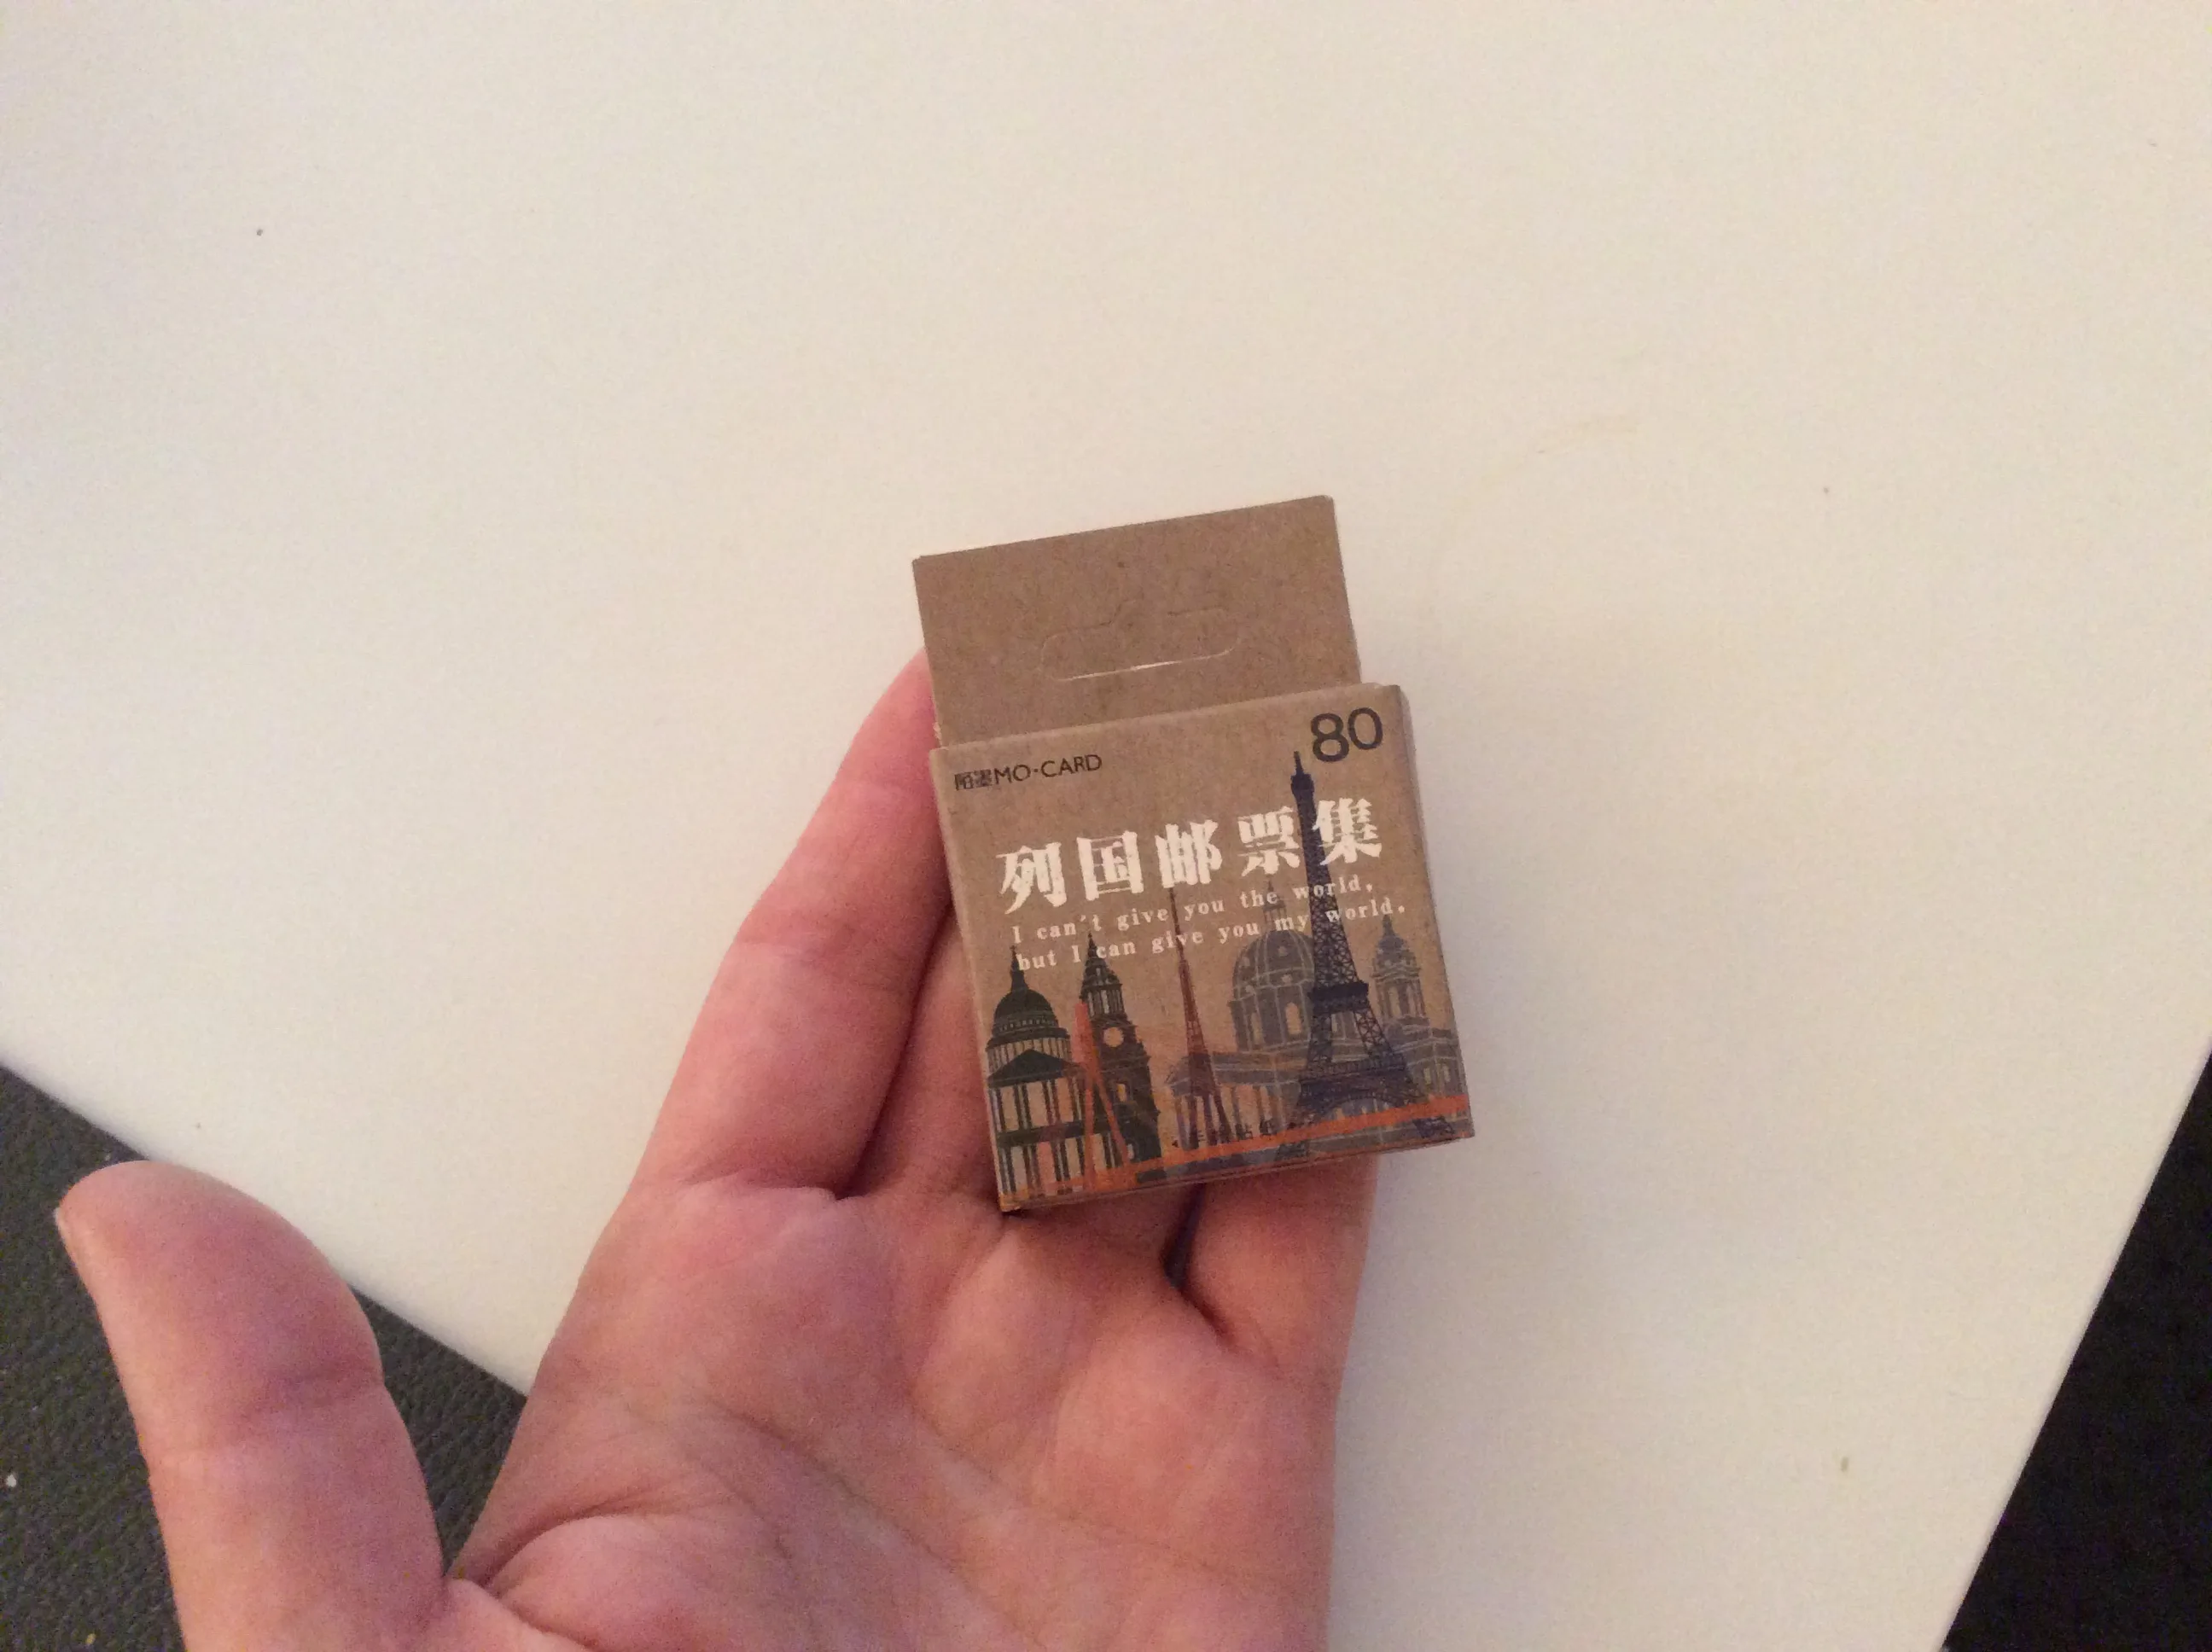 陌墨MO·CARD
80
列国邮票集
I can't give you the world,
but I can give you my world。